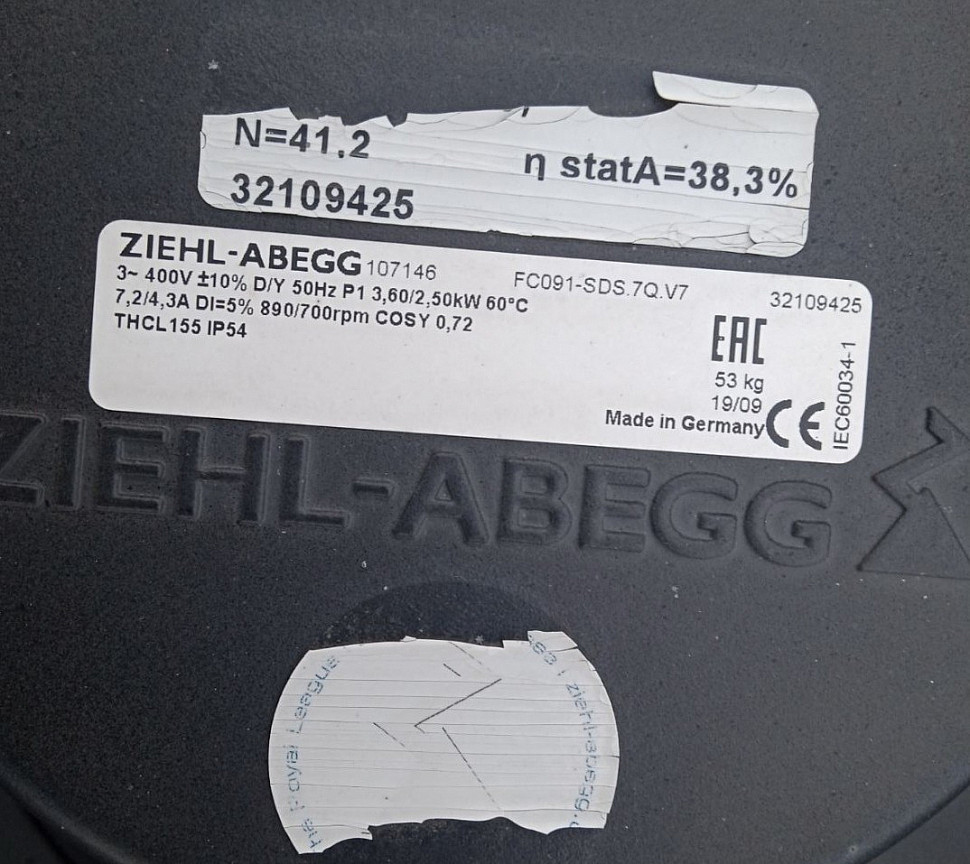 N=41,2
η statA=38,3%
32109425
ZIEHL-ABEGG 107146
FC091-SDS.7Q.V7
32109425
3~ 400V ±10% D/Y 50Hz P1 3,60/2,50kW 60°C
7,2/4,3A DI=5% 890/700rpm COSY 0,72
THCL155 IP54
EAC
53 kg
19/09
Made in Germany
CE
IEC60034-1
ZIEHL-ABEGG
Royal League
ziehl-abegg.